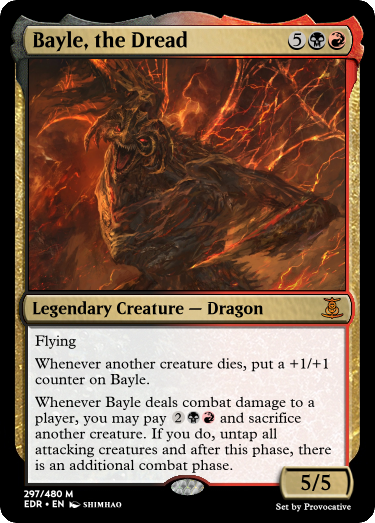 Bayle, the Dread 5
Legendary Creature — Dragon
Flying
Whenever another creature dies, put a +1/+1
counter on Bayle.
Whenever Bayle deals combat damage to a
player, you may pay 2 and sacrifice
another creature. If you do, untap all
attacking creatures and after this phase, there
is an additional combat phase.
5/5
297/480 M
EDR • EN SHIMHAO
Set by Provocative